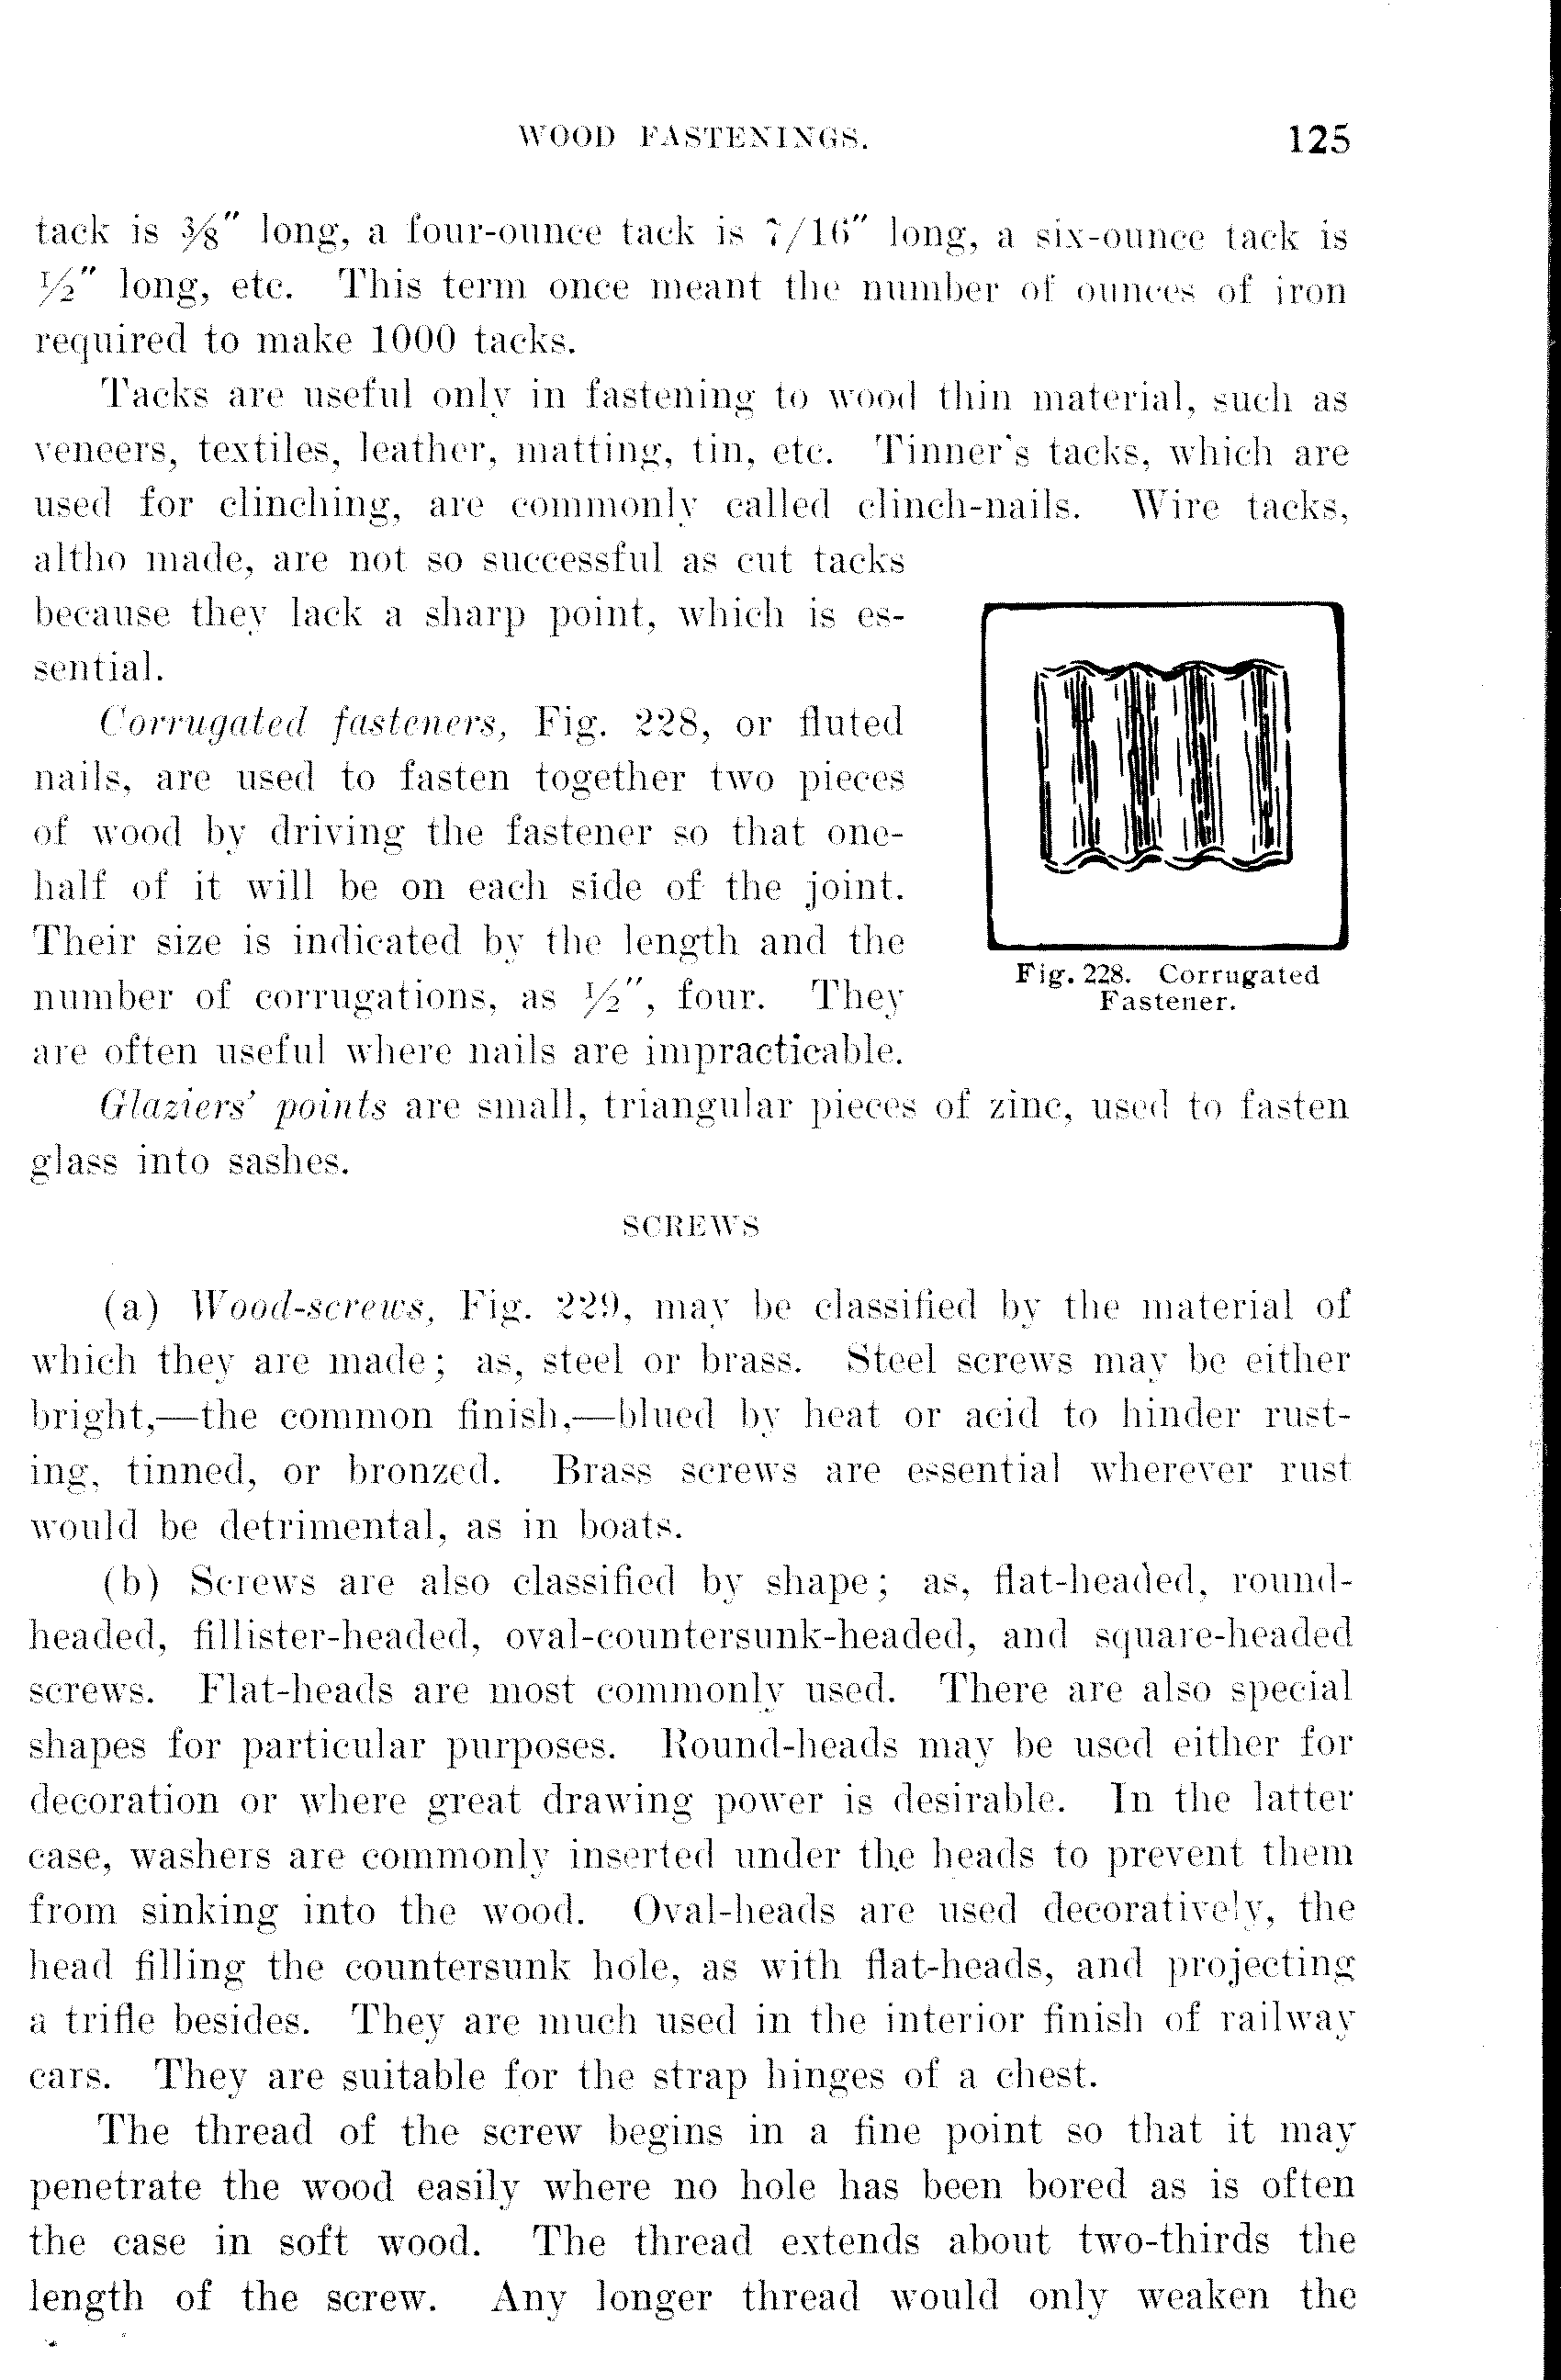 WOOD FASTENINGS. 125
tack is ⅜" long, a four-ounce tack is 7/16" long, a six-ounce tack is
½" long, etc. This term once meant the number of ounces of iron
required to make 1000 tacks.
Tacks are useful only in fastening to wood thin material, such as
veneers, textiles, leather, matting, tin, etc. Tinner's tacks, which are
used for clinching, are commonly called clinch-nails. Wire tacks,
altho made, are not so successful as cut tacks
because they lack a sharp point, which is es-
sential.
Corrugated fasteners, Fig. 228, or fluted
nails, are used to fasten together two pieces
of wood by driving the fastener so that one-
half of it will be on each side of the joint.
Their size is indicated by the length and the
number of corrugations, as ½", four. They
are often useful where nails are impracticable.
Fig. 228. Corrugated
Fastener.
Glaziers' points are small, triangular pieces of zinc, used to fasten
glass into sashes.
SCREWS
(a) Wood-screws, Fig. 229, may be classified by the material of
which they are made; as, steel or brass. Steel screws may be either
bright,—the common finish,—blued by heat or acid to hinder rust-
ing, tinned, or bronzed. Brass screws are essential wherever rust
would be detrimental, as in boats.
(b) Screws are also classified by shape; as, flat-headed, round-
headed, fillister-headed, oval-countersunk-headed, and square-headed
screws. Flat-heads are most commonly used. There are also special
shapes for particular purposes. Round-heads may be used either for
decoration or where great drawing power is desirable. In the latter
case, washers are commonly inserted under the heads to prevent them
from sinking into the wood. Oval-heads are used decoratively, the
head filling the countersunk hole, as with flat-heads, and projecting
a trifle besides. They are much used in the interior finish of railway
cars. They are suitable for the strap hinges of a chest.
The thread of the screw begins in a fine point so that it may
penetrate the wood easily where no hole has been bored as is often
the case in soft wood. The thread extends about two-thirds the
length of the screw. Any longer thread would only weaken the